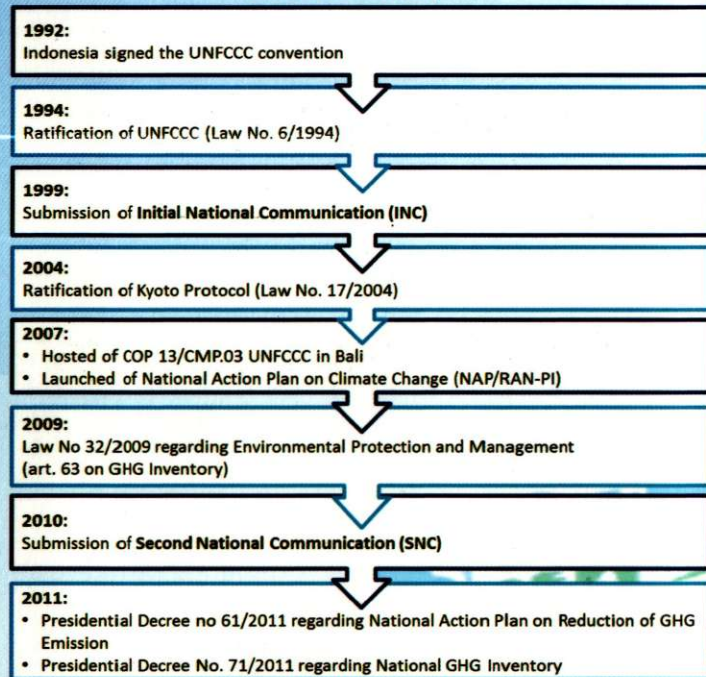 1992:
Indonesia signed the UNFCCC convention
1994:
Ratification of UNFCCC (Law No. 6/1994)
1999:
Submission of Initial National Communication (INC)
2004:
Ratification of Kyoto Protocol (Law No. 17/2004)
2007:
• Hosted of COP 13/CMP.03 UNFCCC in Bali
• Launched of National Action Plan on Climate Change (NAP/RAN-PI)
2009:
Law No 32/2009 regarding Environmental Protection and Management
(art. 63 on GHG Inventory)
2010:
Submission of Second National Communication (SNC)
2011:
• Presidential Decree no 61/2011 regarding National Action Plan on Reduction of GHG
Emission
• Presidential Decree No. 71/2011 regarding National GHG Inventory